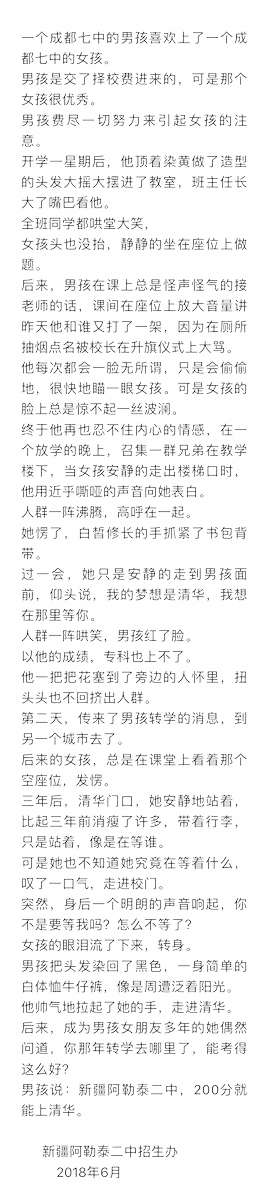 一个成都七中的男孩喜欢上了一个成
都七中的女孩。
男孩是交了择校费进来的，可是那个
女孩很优秀。
男孩费尽一切努力来引起女孩的注
意。
开学一星期后，他顶着染黄做了造型
的头发大摇大摆进了教室，班主任长
大了嘴巴看他。
全班同学都哄堂大笑，
女孩头也没抬，静静的坐在座位上做
题。
后来，男孩在课上总是怪声怪气的接
老师的话，课间在座位上放大音量讲
昨天他和谁又打了一架，因为在厕所
抽烟点名被校长在升旗仪式上大骂。
他每次都会一脸无所谓，只是会偷偷
地，很快地瞄一眼女孩。可是女孩的
脸上总是惊不起一丝波澜。
终于他再也忍不住内心的情感，在一
个放学的晚上，召集一群兄弟在教学
楼下，当女孩安静的走出楼梯口时，
他用近乎嘶哑的声音向她表白。
人群一阵沸腾，高呼在一起。
她愣了，白皙修长的手抓紧了书包背
带。
过一会，她只是安静的走到男孩面
前，仰头说，我的梦想是清华，我想
在那里等你。
人群一阵哄笑，男孩红了脸。
以他的成绩，专科也上不了。
他一把把花塞到了旁边的人怀里，扭
头头也不回挤出人群。
第二天，传来了男孩转学的消息，到
另一个城市去了。
后来的女孩，总是在课堂上看着那个
空座位，发愣。
三年后，清华门口，她安静地站着，
比起三年前消瘦了许多，带着行李，
只是站着，像是在等谁。
可是她也不知道她究竟在等着什么，
叹了一口气，走进校门。
突然，身后一个明朗的声音响起，你
不是要等我吗？怎么不等了？
女孩的眼泪流了下来，转身。
男孩把头发染回了黑色，一身简单的
白体恤牛仔裤，像是周遭泛着阳光。
他帅气地拉起了她的手，走进清华。
后来，成为男孩女朋友多年的她偶然
问道，你那年转学去哪里了，能考得
这么好？
男孩说：新疆阿勒泰二中，200分就
能上清华。
新疆阿勒泰二中招生办
2018年6月